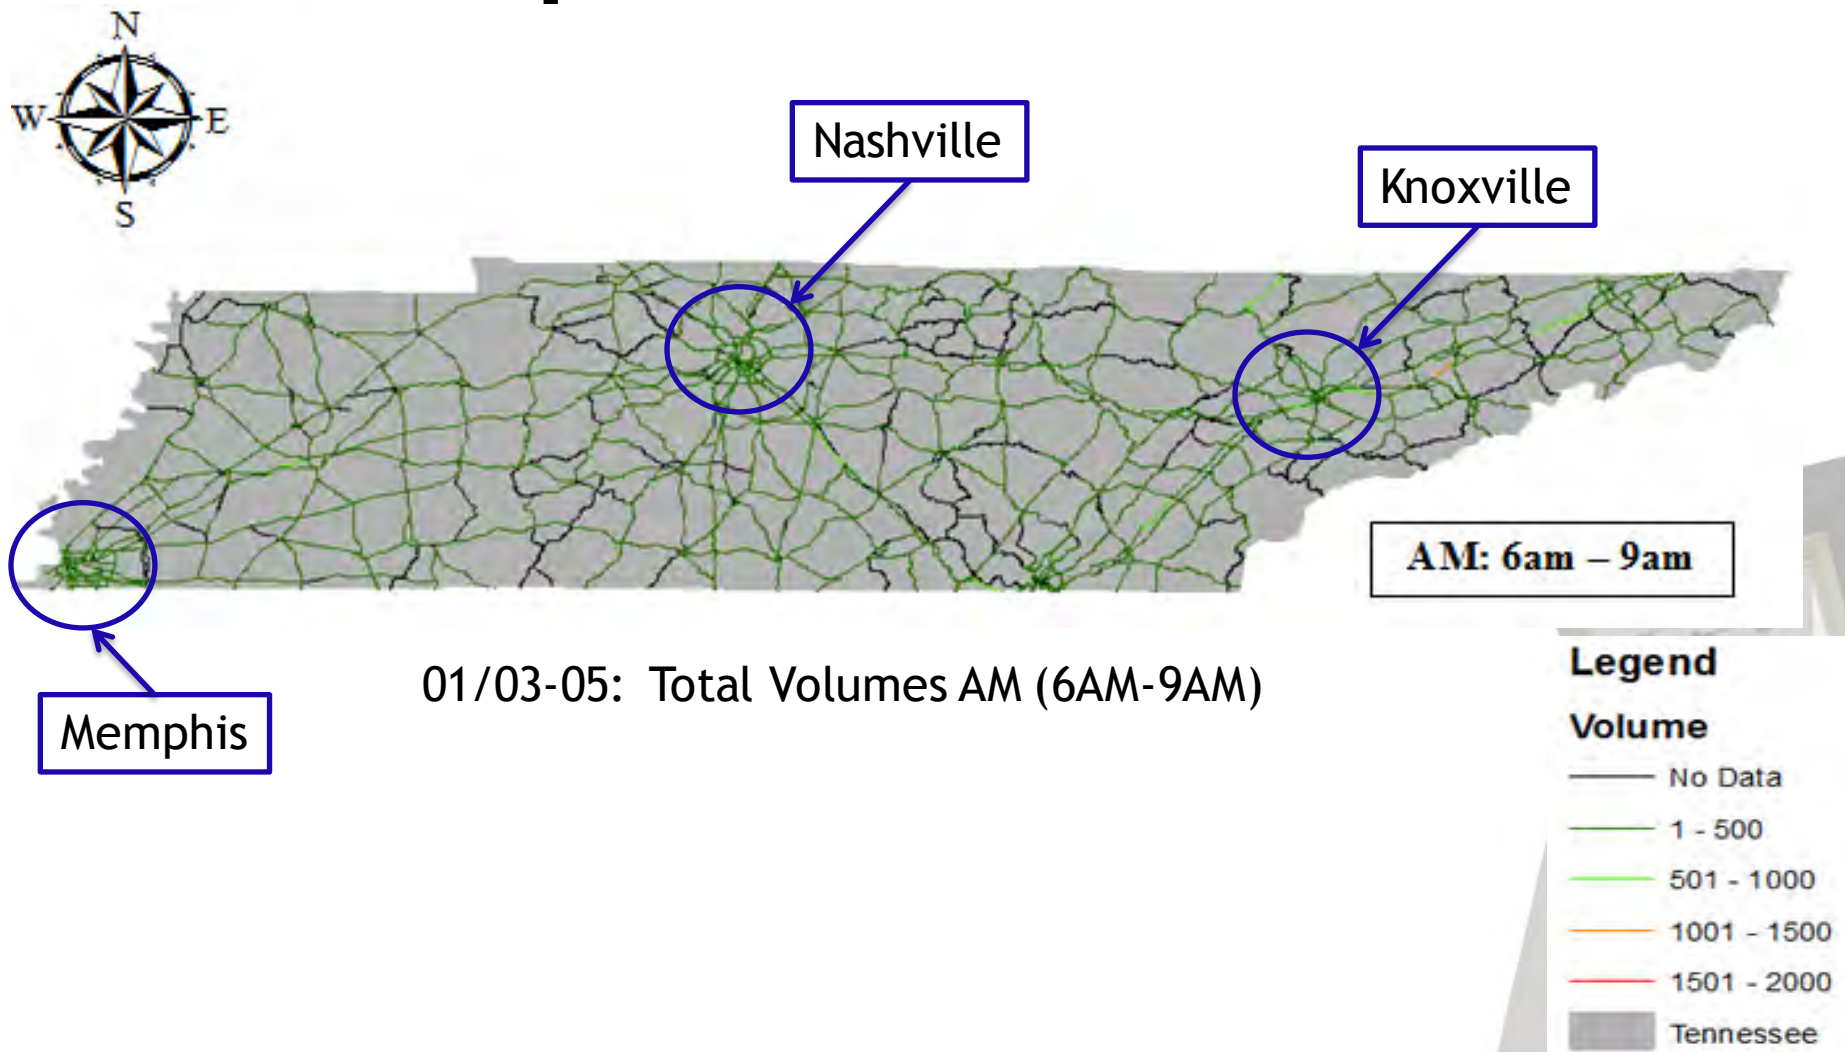 N
W
E
S
Nashville
Knoxville
AM: 6am – 9am
01/03-05: Total Volumes AM (6AM-9AM)
Memphis
Legend
Volume
No Data
1 - 500
501 - 1000
1001 - 1500
1501 - 2000
Tennessee